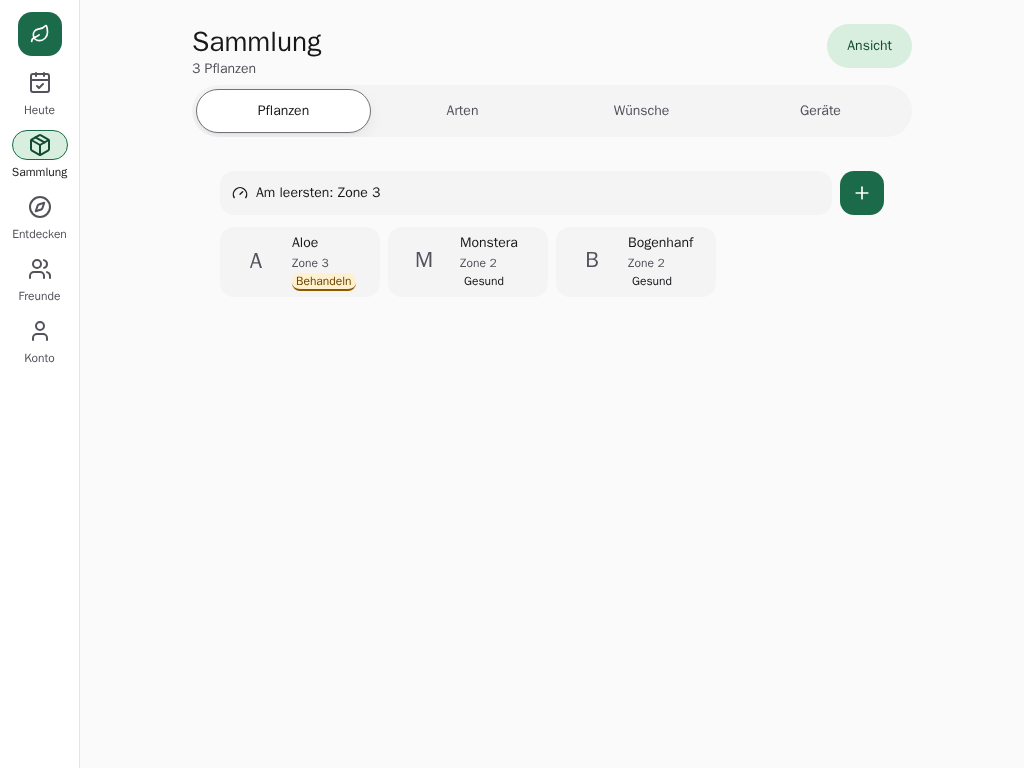 Heute
Sammlung
Entdecken
Freunde
Konto
Sammlung
3 Pflanzen
Ansicht
Pflanzen
Arten
Wünsche
Geräte
Am leersten: Zone 3
A
Aloe
Zone 3
Behandeln
M
Monstera
Zone 2
Gesund
B
Bogenhanf
Zone 2
Gesund